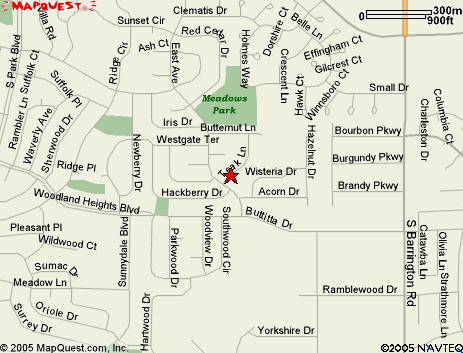 MAPQUEST
Clematis Dr
300m
900ft
Sunset Cir
Red Cedar Dr
Belle Ln
Villa Rd
Ash Ct
Dorshire Ct
Effingham Ct
S Park Blvd
Suffolk Ct
Ridge Cir
East Ave
Holmes Way
Crescent Ln
Gilcrest Ct
Suffolk Pl
Small Dr
Winnsboro Ct
Hawk Ct
Meadows
Park
Rambler Ln
Waverly Ave
Sherwood Dr
Iris Dr
Butternut Ln
Columbia Ct
Charleston Dr
Bourbon Pkwy
Westgate Ter
Newberry Dr
Hazelnut Dr
Teak Ln
Burgundy Pkwy
Ridge Pl
Wisteria Dr
Hackberry Dr
Acorn Dr
Brandy Pkwy
Woodland Heights Blvd
Buttitta Dr
Pleasant Pl
Wildwood Ct
Sunnydale Dr
Parkwood Dr
Woodview Dr
Southwood Cir
S Barrington Rd
Catawba Ln
Olivia Ln
Strathmore Ln
Sumac D
Meadow Ln
Ramblewood Dr
Oriole Dr
Surrey Dr
Hartwood Dr
Yorkshire Dr
© 2005 MapQuest.com, Inc.
©2005 NAVTEQ